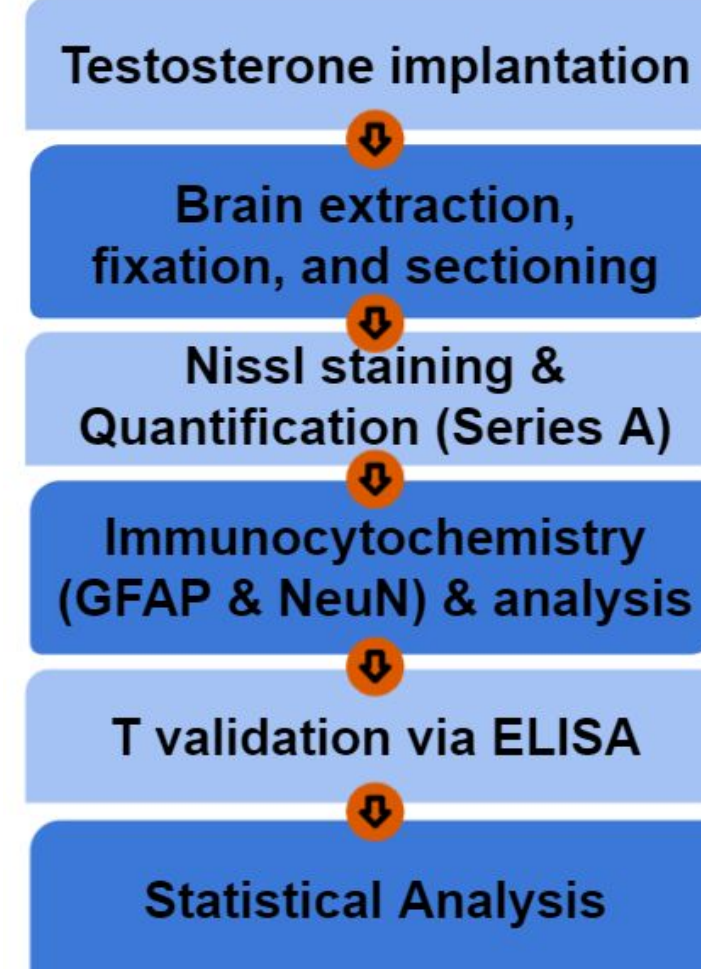 Testosterone implantation
Brain extraction,
fixation, and sectioning
Nissl staining &
Quantification (Series A)
Immunocytochemistry
(GFAP & NeuN) & analysis
T validation via ELISA
Statistical Analysis